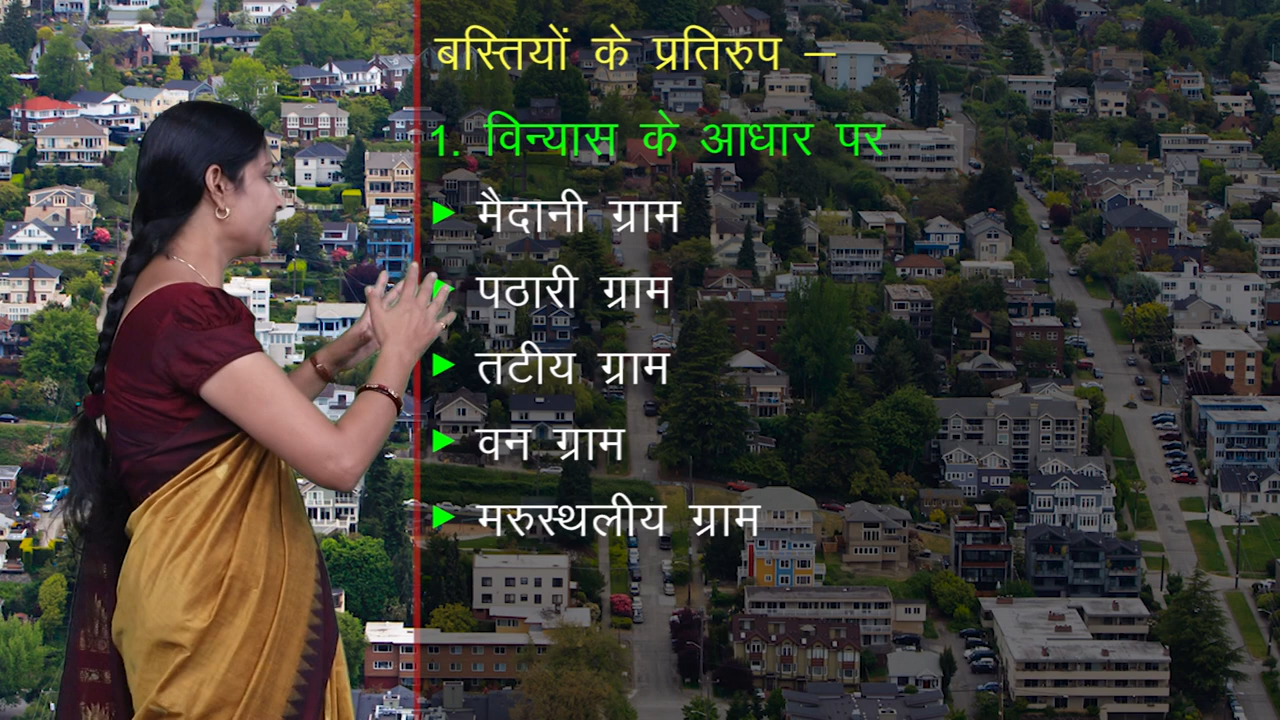 बस्तियों के प्रतिरुप –
1. विन्यास के आधार पर
मैदानी ग्राम
पठारी ग्राम
तटीय ग्राम
वन ग्राम
मरुस्थलीय ग्राम